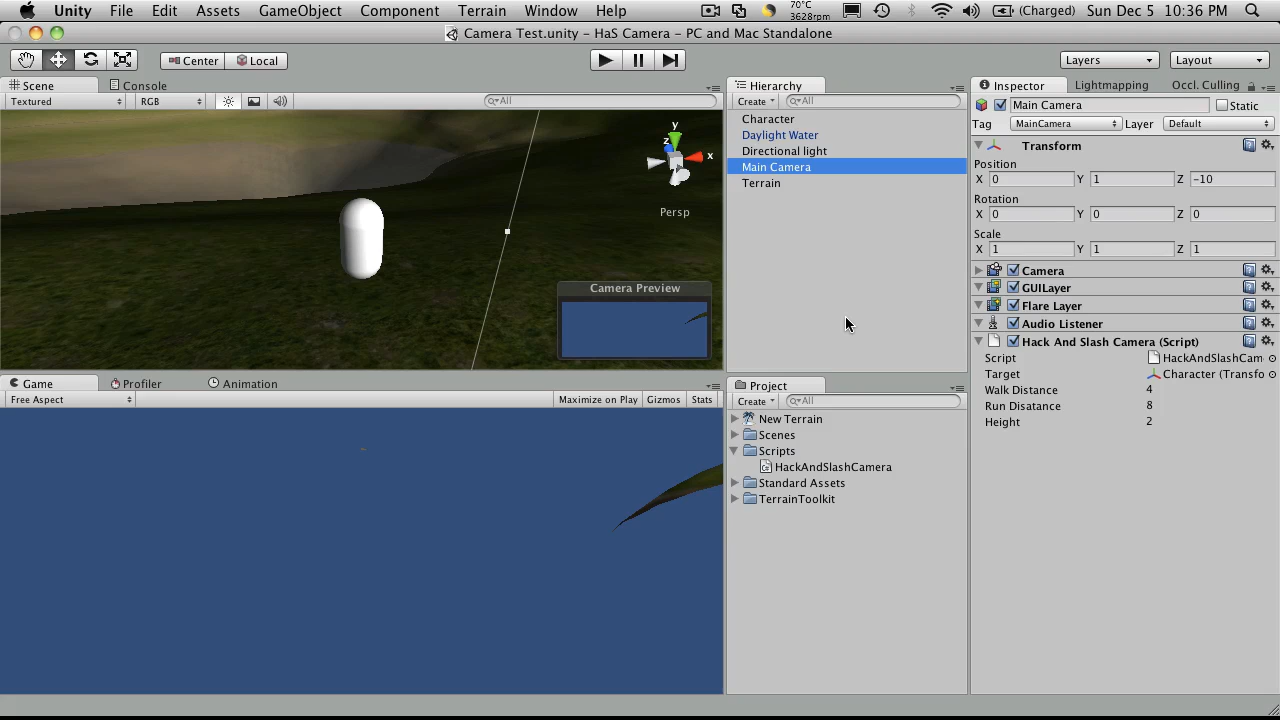 Unity File Edit Assets GameObject Component Terrain Window Help 70°C 3628rpm (Charged) Sun Dec 5 10:36 PM
Camera Test.unity – HaS Camera – PC and Mac Standalone
Center Local Layers Layout
Scene Console
Textured RGB All
y
z
x
Persp
Camera Preview
Game Profiler Animation
Free Aspect Maximize on Play Gizmos Stats
Hierarchy
Create All
Character
Daylight Water
Directional light
Main Camera
Terrain
Project
Create All
New Terrain
Scenes
Scripts
HackAndSlashCamera
Standard Assets
TerrainToolkit
Inspector Lightmapping Occl. Culling
Main Camera Static
Tag MainCamera Layer Default
Transform
Position
X 0 Y 1 Z -10
Rotation
X 0 Y 0 Z 0
Scale
X 1 Y 1 Z 1
Camera
GUILayer
Flare Layer
Audio Listener
Hack And Slash Camera (Script)
Script HackAndSlashCam
Target Character (Transfo
Walk Distance 4
Run Disatance 8
Height 2